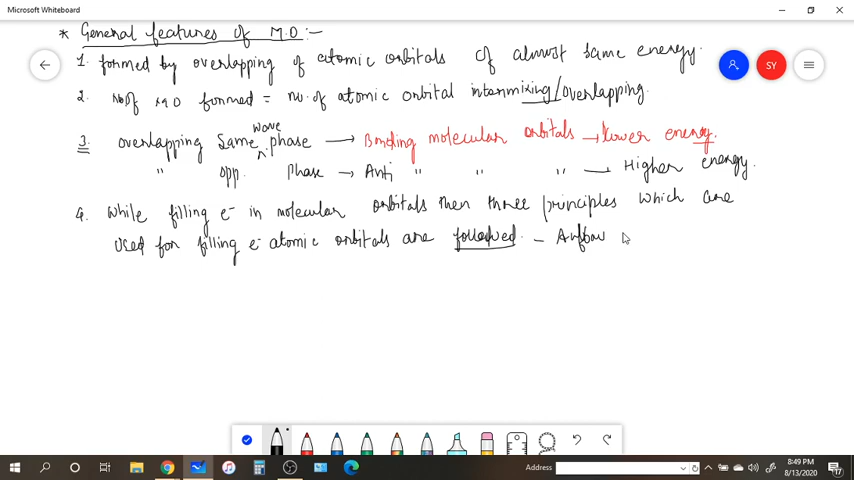 Microsoft Whiteboard
* General features of M.O :-
1. formed by overlapping of atomic orbitals of almost same energy.
2. no. of M.O formed = no. of atomic orbital intermixing/overlapping.
3. overlapping Same wave phase → Bonding molecular orbitals → lower energy.
" opp. Phase → Anti " " " — Higher energy.
4. While filling e- in molecular orbitals then three principles which are
used for filling e- atomic orbitals are followed. - Aufbau
SY
Address
8:49 PM
8/13/2020
17